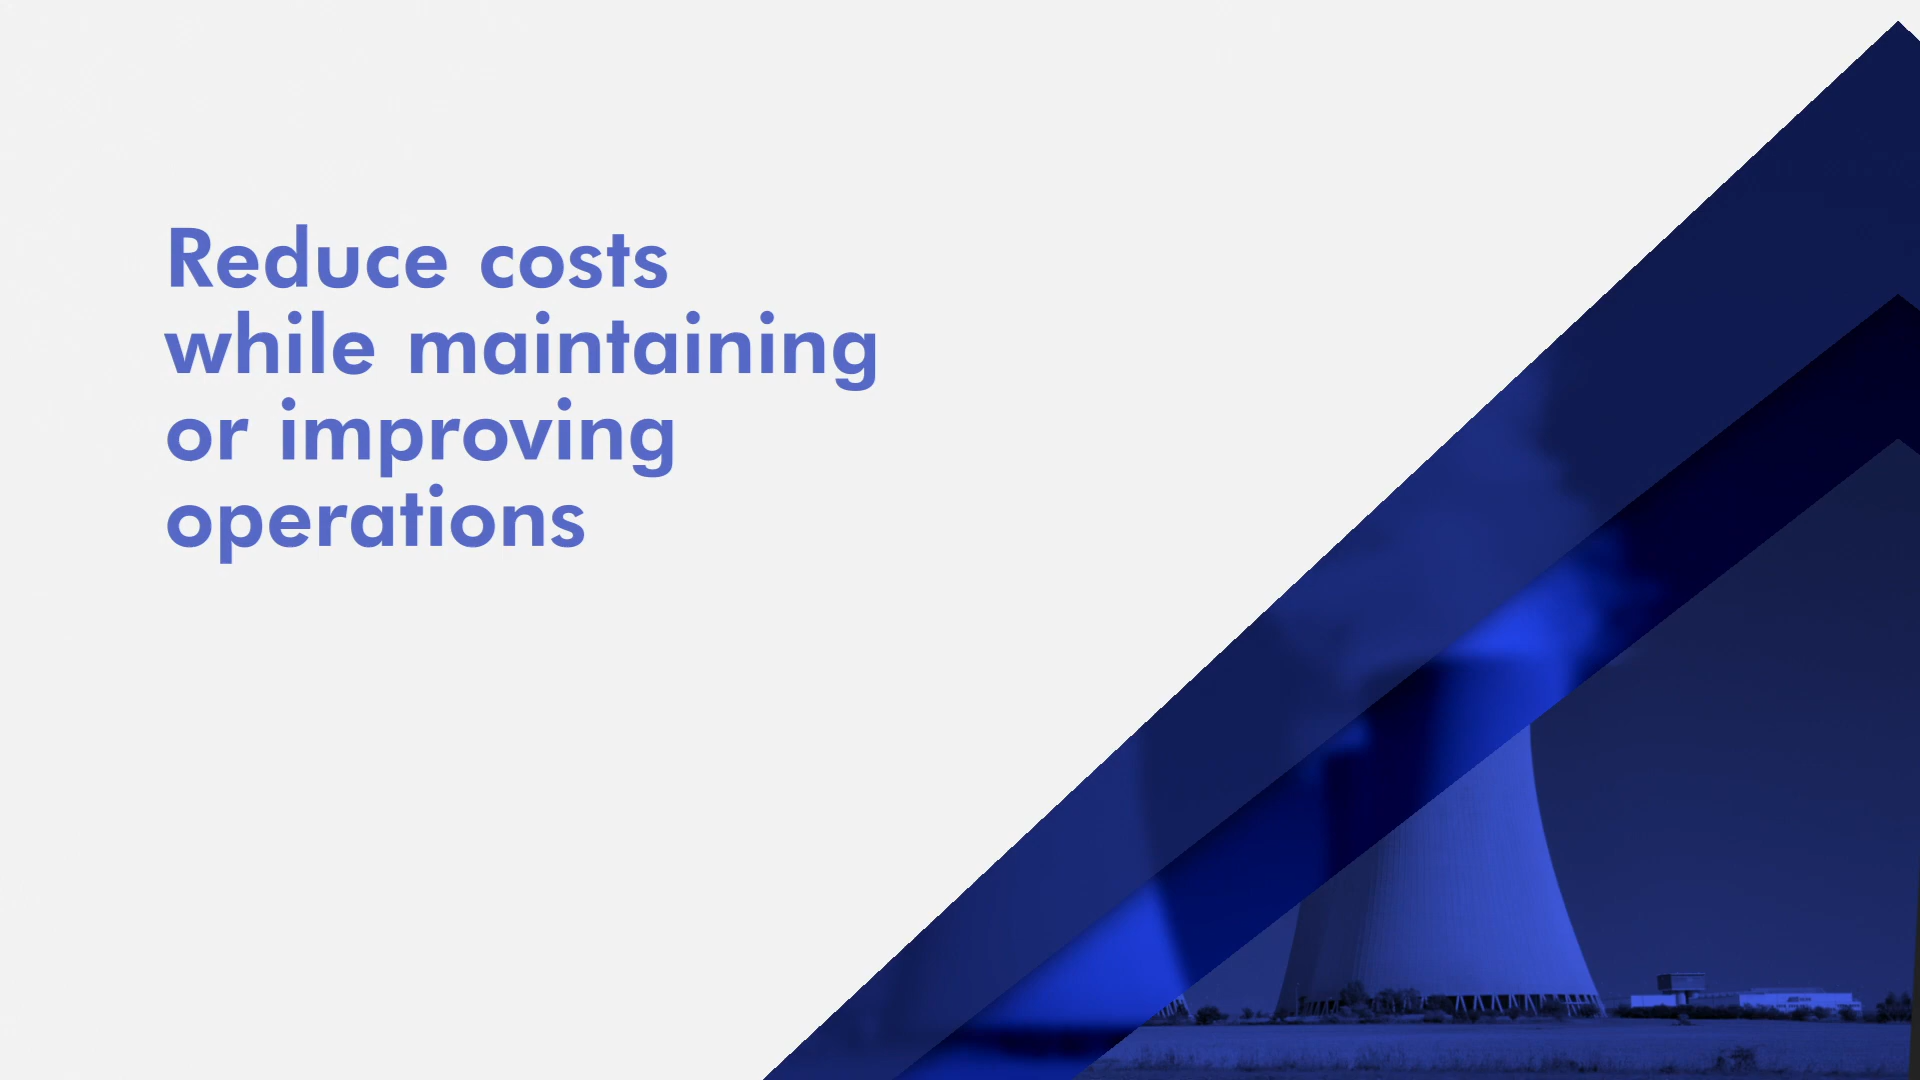 Reduce costs
while maintaining
or improving
operations